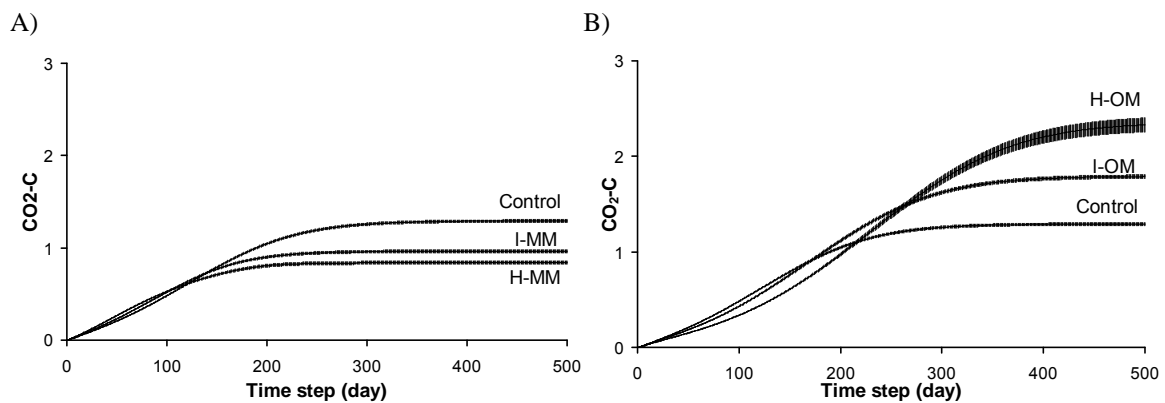 A)
3
2
1
0
CO2-C
Control
I-MM
H-MM
0 100 200 300 400 500
Time step (day)
B)
3
2
1
0
CO₂-C
H-OM
I-OM
Control
0 100 200 300 400 500
Time step (day)